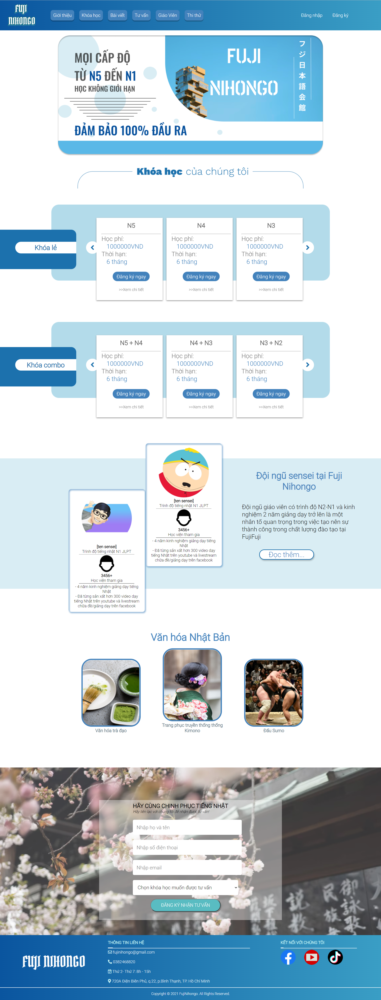 FUJI
NIHONGO
Giới thiệu
Khóa học
Bài viết
Tư vấn
Giáo Viên
Thi thử
Đăng nhập
Đăng ký
MỌI CẤP ĐỘ
TỪ N5 ĐẾN N1
HỌC KHÔNG GIỚI HẠN
ĐẢM BẢO 100% ĐẦU RA
FUJI
NIHONGO
フジ日本語会館
Khóa học của chúng tôi
Khóa lẻ
N5
Học phí:
1000000VND
Thời hạn:
6 tháng
Đăng ký ngay
>>Xem chi tiết
N4
Học phí:
1000000VND
Thời hạn:
6 tháng
Đăng ký ngay
>>Xem chi tiết
N3
Học phí:
1000000VND
Thời hạn:
6 tháng
Đăng ký ngay
>>Xem chi tiết
Khóa combo
N5 + N4
Học phí:
1000000VND
Thời hạn:
6 tháng
Đăng ký ngay
>>Xem chi tiết
N4 + N3
Học phí:
1000000VND
Thời hạn:
6 tháng
Đăng ký ngay
>>Xem chi tiết
N3 + N2
Học phí:
1000000VND
Thời hạn:
6 tháng
Đăng ký ngay
>>Xem chi tiết
[ten sensei]
Trình độ tiếng nhật N1 JLPT
3456+
Học viện tham gia
- 4 năm kinh nghiệm giảng dạy tiếng
Nhật
- Đã từng sản xất hơn 300 video dạy
tiếng Nhật trên youtube và livestream
chữa đề/giảng dạy trên facebook
[ten sensei]
Trình độ tiếng nhật N1 JLPT
3456+
Học viện tham gia
- 4 năm kinh nghiệm giảng dạy tiếng
Nhật
- Đã từng sản xất hơn 300 video dạy
tiếng Nhật trên youtube và livestream
chữa đề/giảng dạy trên facebook
Đội ngũ sensei tại Fuji
Nihongo
Đội ngũ giáo viên có trình độ N2-N1 và kinh
nghiệm 2 năm giảng dạy trở lên là một
nhân tố quan trọng trong việc tạo nên sự
thành công trong chất lượng đào tạo tại
FujiFuji
Đọc thêm...
Văn hóa Nhật Bản
Văn hóa trà đạo
Trang phục truyền thống thống
Kimono
Đấu Sumo
HÃY CÙNG CHINH PHỤC TIẾNG NHẬT
Hãy liên lạc với chúng tôi để nhận được tư vấn!
Nhập họ và tên
Nhập số điện thoại
Nhập email
Chọn khóa học muốn được tư vấn
ĐĂNG KÝ NHẬN TƯ VẤN
FUJI NIHONGO
THÔNG TIN LIÊN HỆ
fujinihongo@gmail.com
0382468820
Thứ 2- Thứ 7: 8h - 15h
720A Điện Biên Phủ, q.22, p.Bình Thạnh, TP. Hồ Chí Minh
KẾT NỐI VỚI CHÚNG TÔI
Copyright © 2021 FujiNihongo. All Rights Reserved.